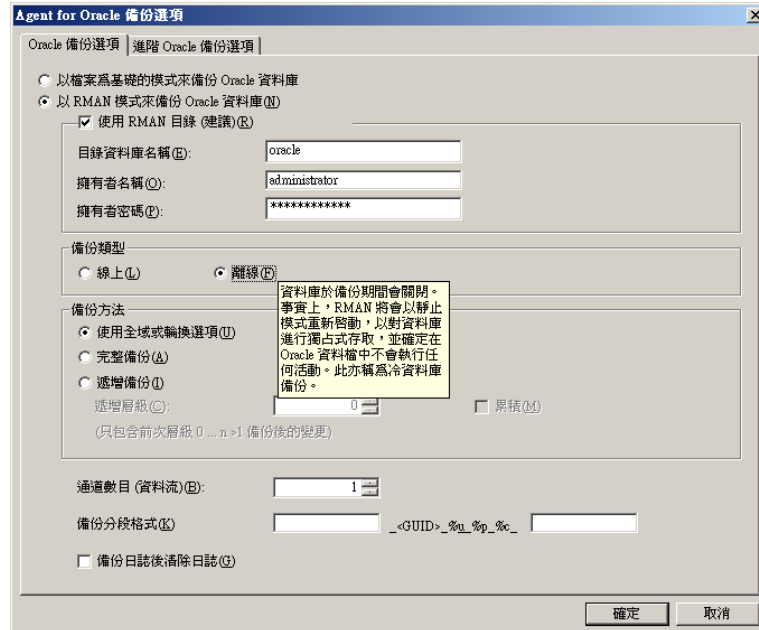 Agent for Oracle 備份選項
Oracle 備份選項 進階 Oracle 備份選項
以檔案為基礎的模式來備份 Oracle 資料庫
以 RMAN 模式來備份 Oracle 資料庫(N)
使用 RMAN 目錄 (建議)(R)
目錄資料庫名稱(E): oracle
擁有者名稱(O): administrator
擁有者密碼(P): ************
備份類型
線上(L) 離線(F)
資料庫於備份期間會關閉。
事實上,RMAN 將會以靜止
模式重新啓動,以對資料庫
進行獨占式存取,並確定在
Oracle 資料檔中不會執行任
何活動。此亦稱爲冷資料庫
備份。
備份方法
使用全域或輪換選項(U)
完整備份(A)
遞增備份(I)
遞增層級(C): 0 累積(M)
(只包含前次層級 0 ... n >1 備份後的變更)
通道數目 (資料流)(B): 1
備份分段格式(K) _<GUID>_%u_%p_%c_
備份日誌後清除日誌(G)
確定 取消